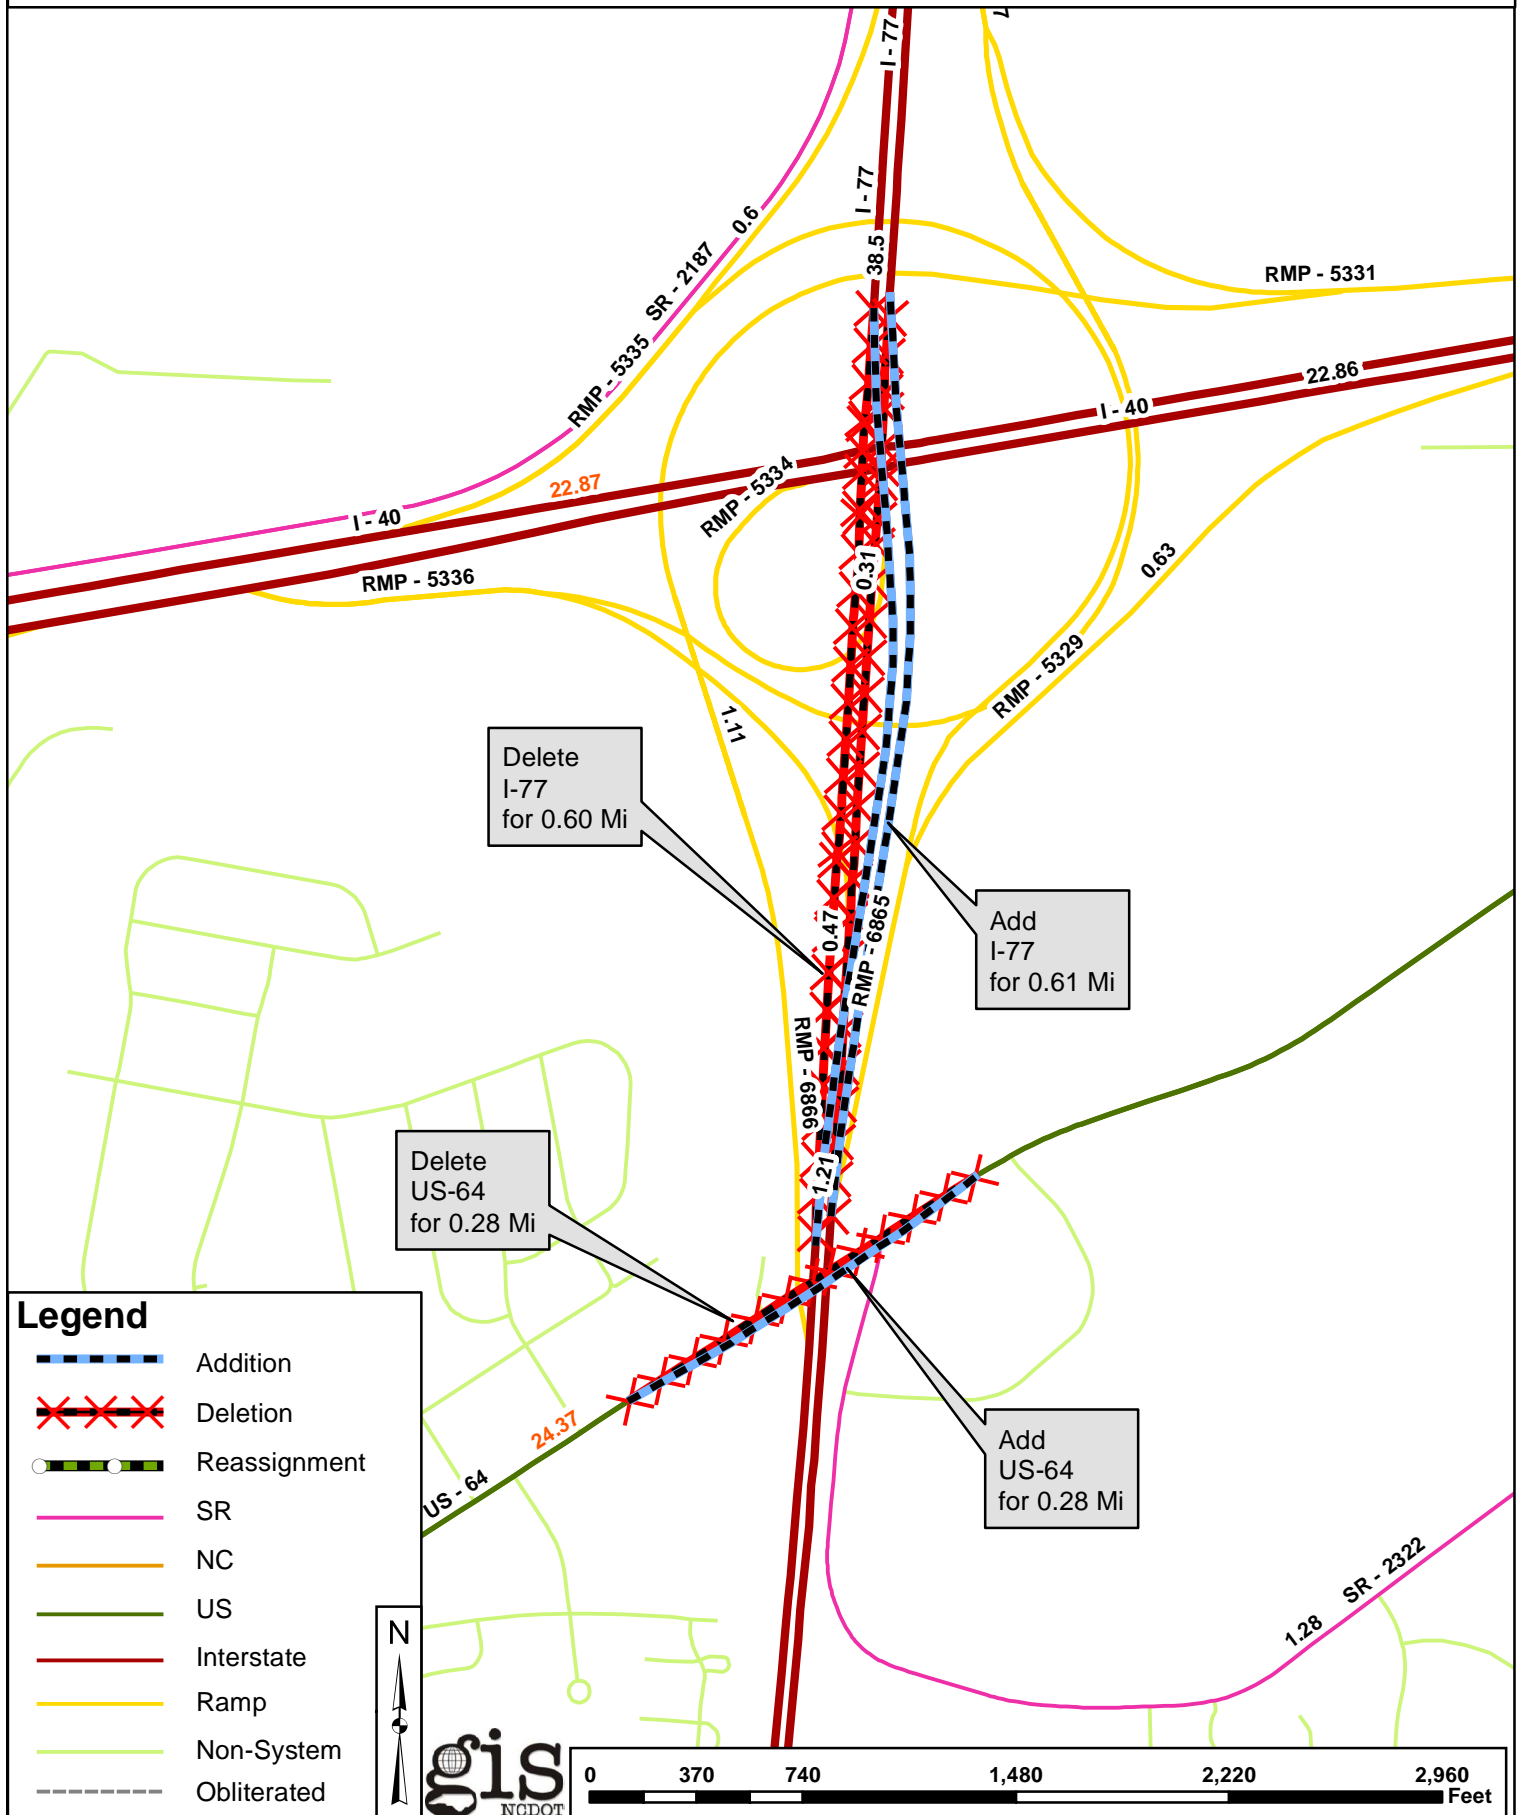 I - 77
I - 77
38.5
0.6
SR - 2187
RMP - 5335
RMP - 5331
22.86
I - 40
RMP - 5334
22.87
I - 40
RMP - 5336
0.31
0.63
RMP - 5329
1.11
Delete
I-77
for 0.60 Mi
0.47
RMP - 6865
Add
I-77
for 0.61 Mi
RMP - 6866
1.21
Delete
US-64
for 0.28 Mi
24.37
US - 64
Add
US-64
for 0.28 Mi
SR - 2322
1.28
Legend
Addition
Deletion
Reassignment
SR
NC
US
Interstate
Ramp
Non-System
Obliterated
N
gis
NCDOT
0 370 740 1,480 2,220 2,960
Feet